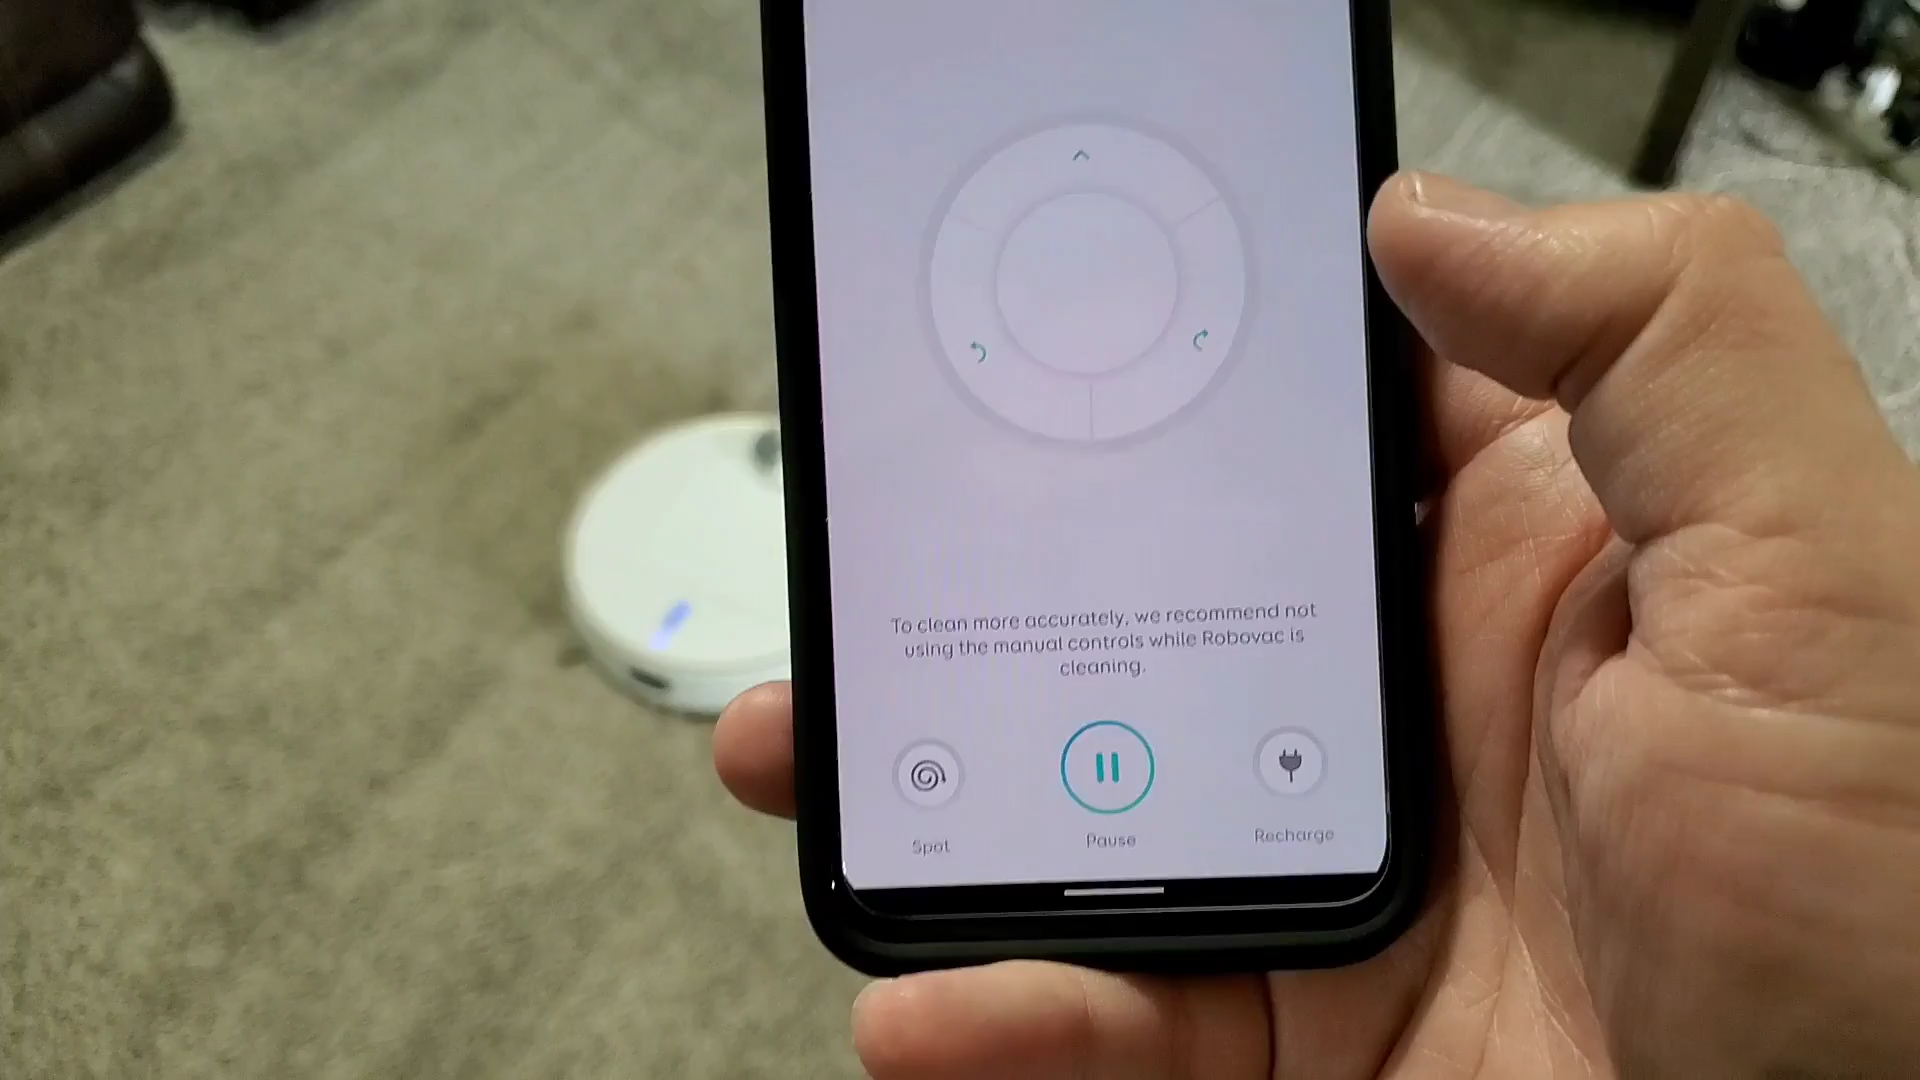 To clean more accurately, we recommend not
using the manual controls while Robovac is
cleaning.
Spot
Pause
Recharge